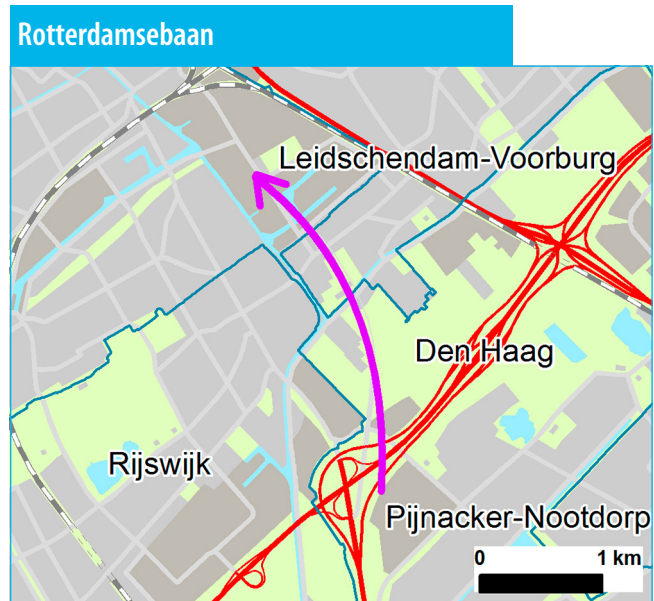 Rotterdamsebaan
Leidschendam-Voorburg
Den Haag
Rijswijk
Pijnacker-Nootdorp
0 1 km